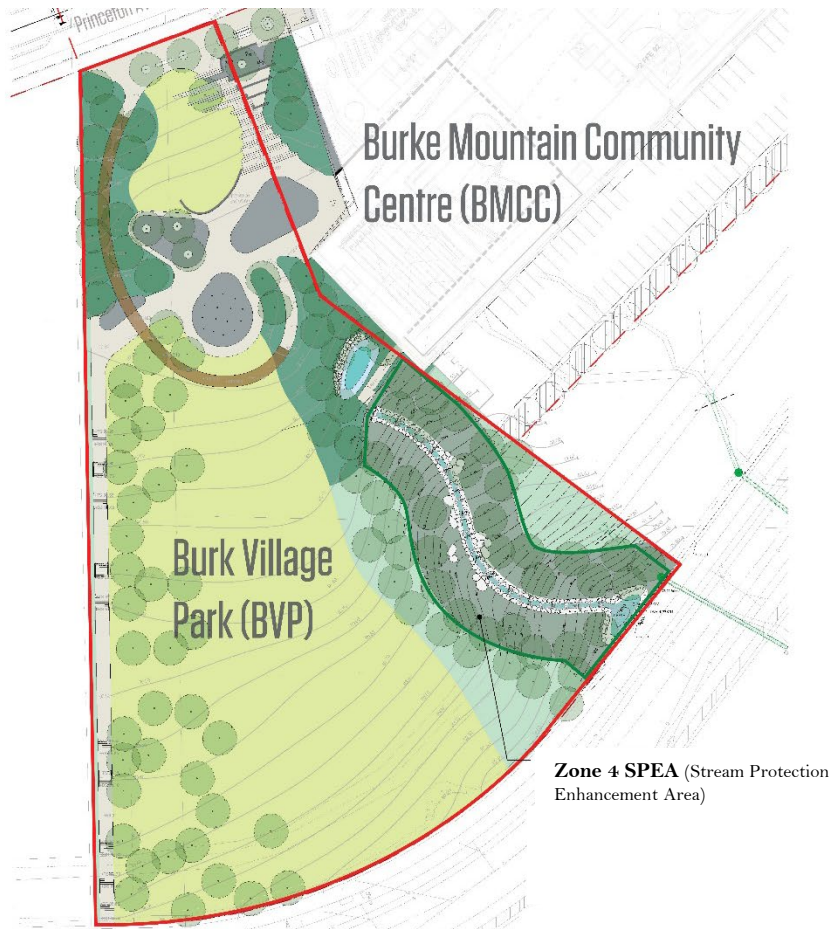 Princeton A
Burke Mountain Community
Centre (BMCC)
Burk Village
Park (BVP)
Zone 4 SPEA (Stream Protection
Enhancement Area)